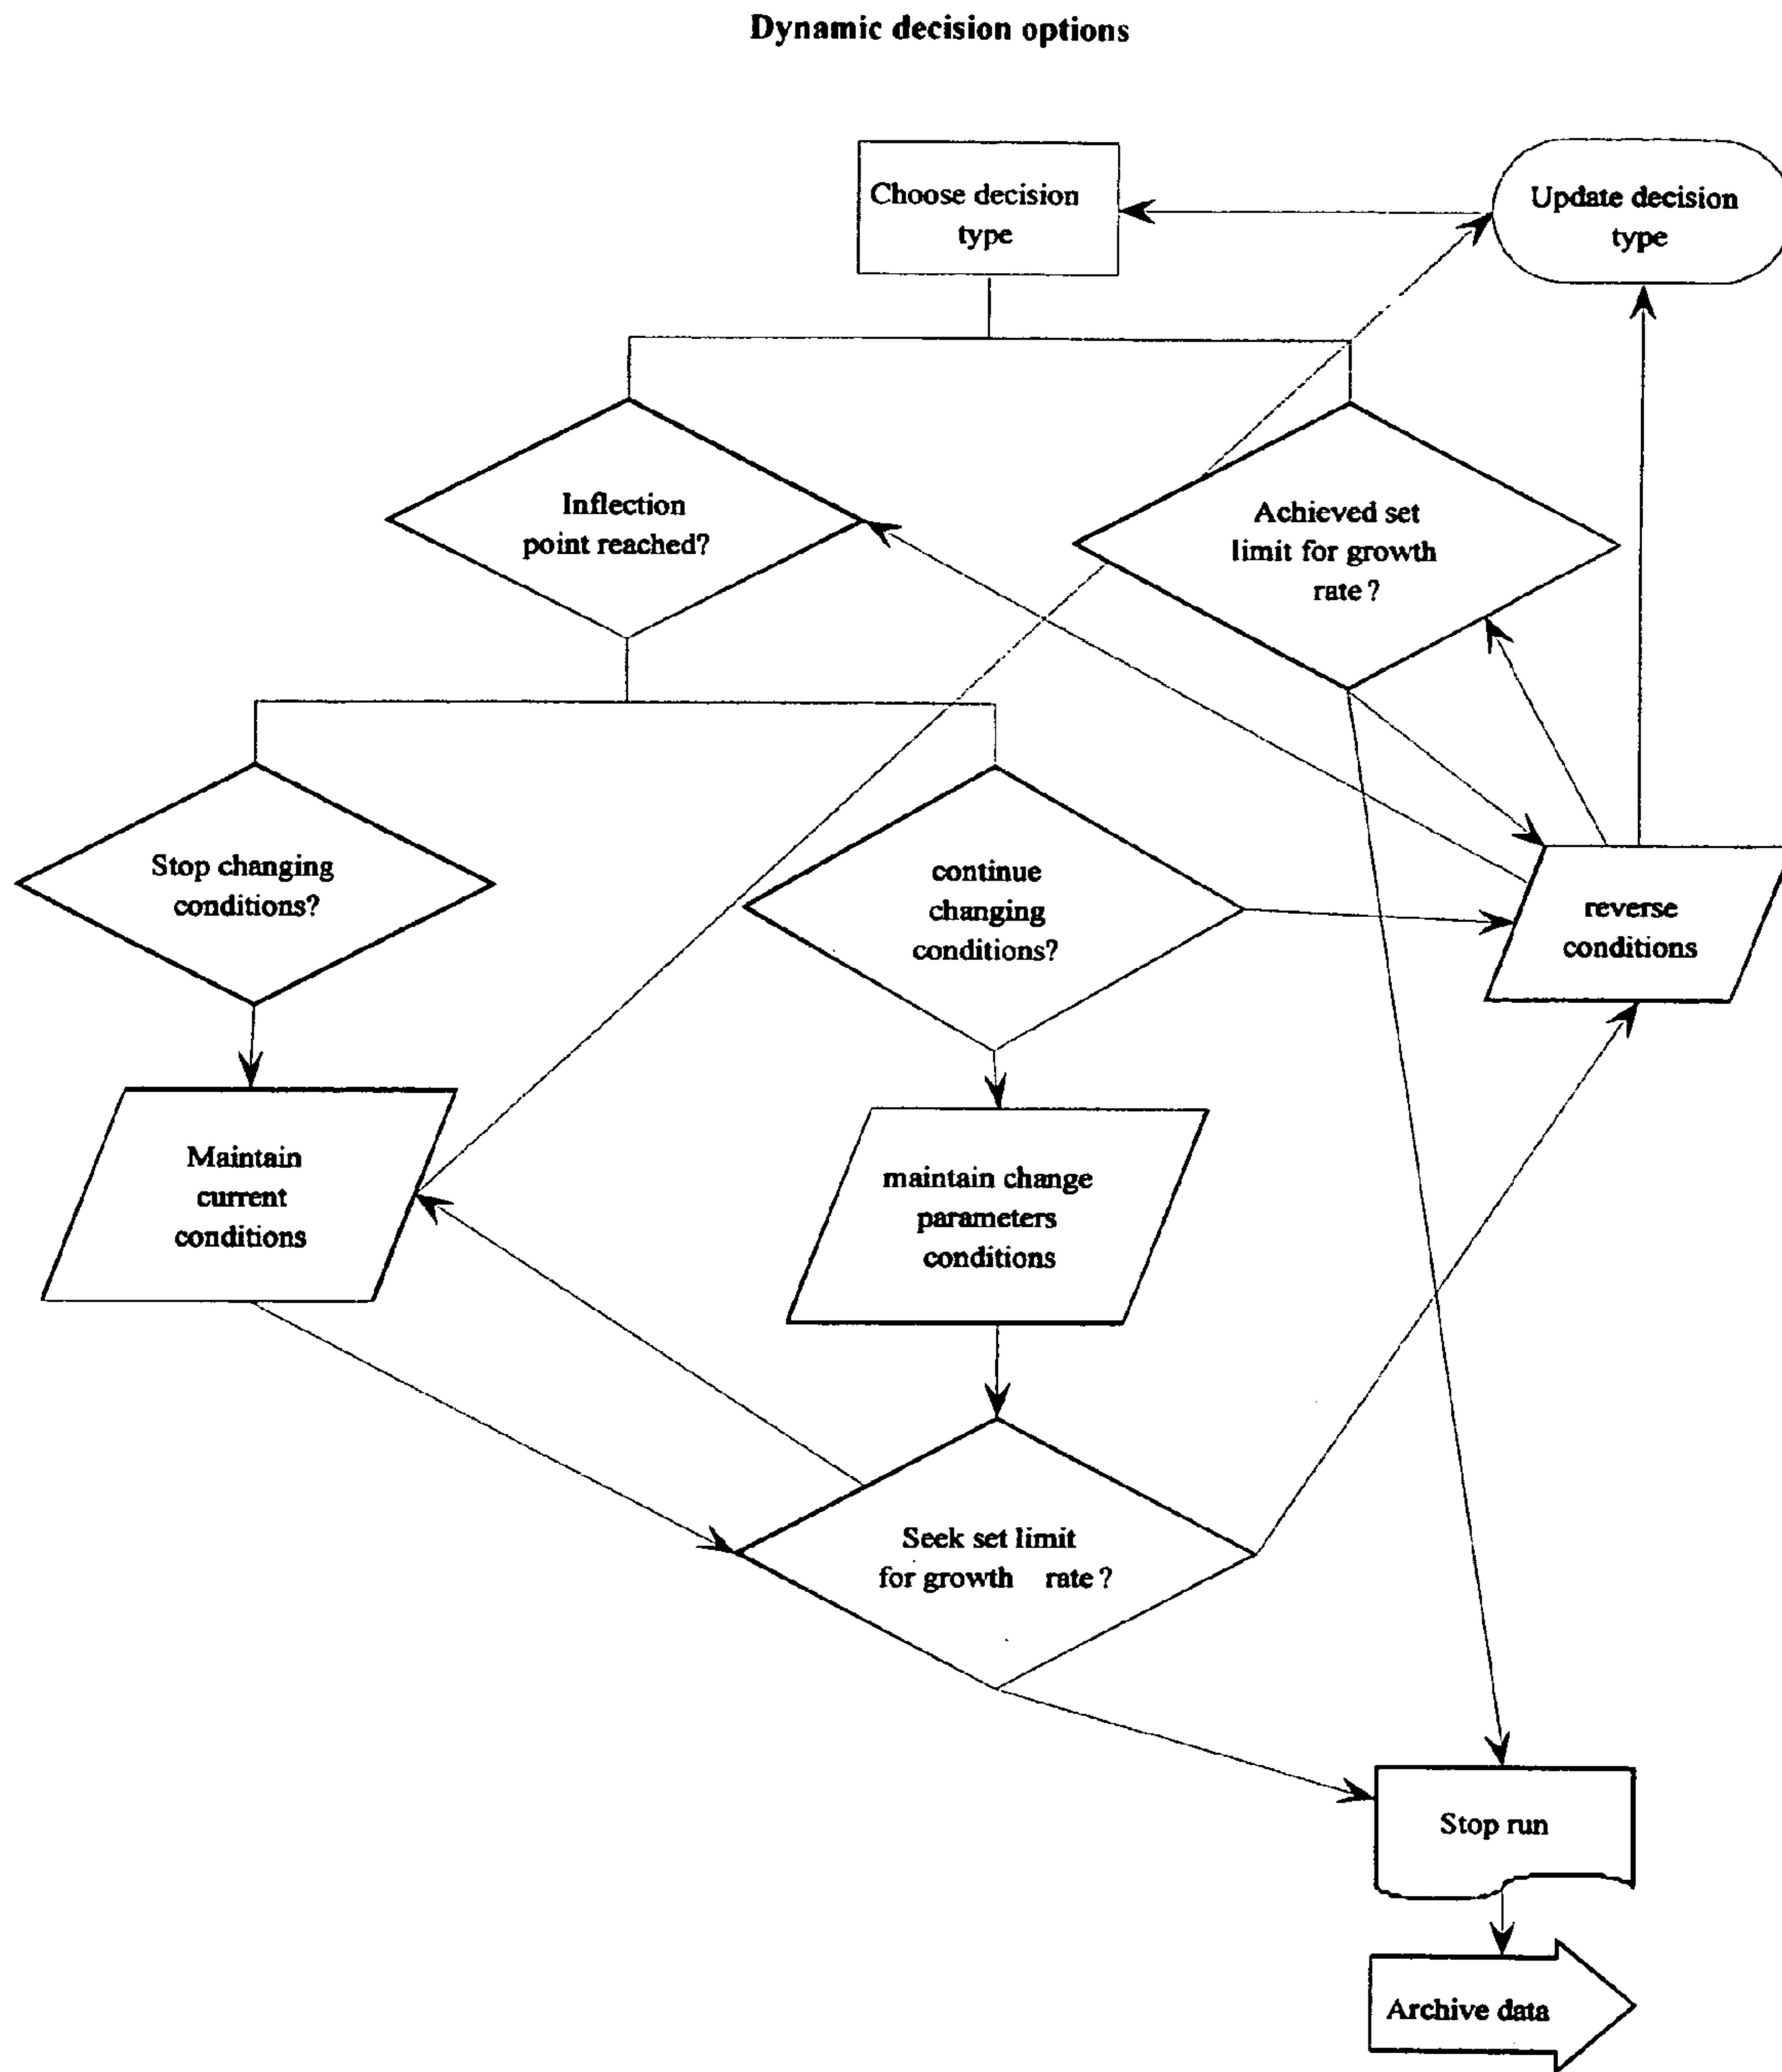 Dynamic decision options
Choose decision
type
Update decision
type
Inflection
point reached?
Achieved set
limit for growth
rate?
Stop changing
conditions?
continue
changing
conditions?
reverse
conditions
Maintain
current
conditions
maintain change
parameters
conditions
Seek set limit
for growth rate?
Stop run
Archive data